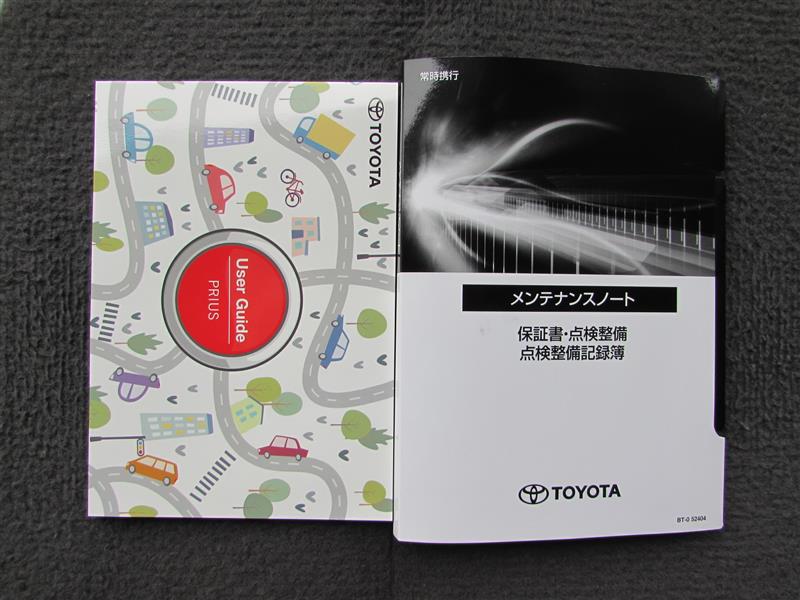 TOYOTA
User Guide
PRIUS
常時携行
メンテナンスノート
保証書・点検整備
点検整備記録簿
TOYOTA
BT-0 52404